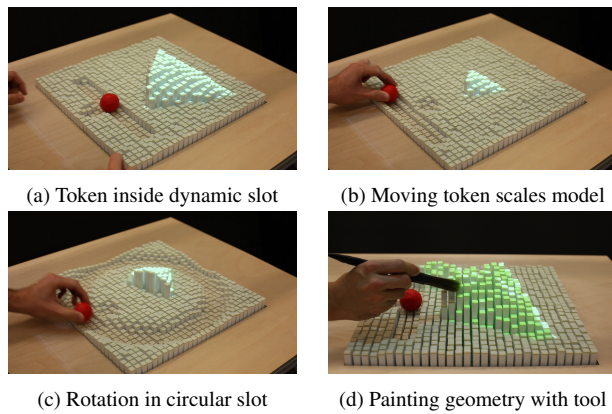 (a) Token inside dynamic slot
(b) Moving token scales model
(c) Rotation in circular slot
(d) Painting geometry with tool